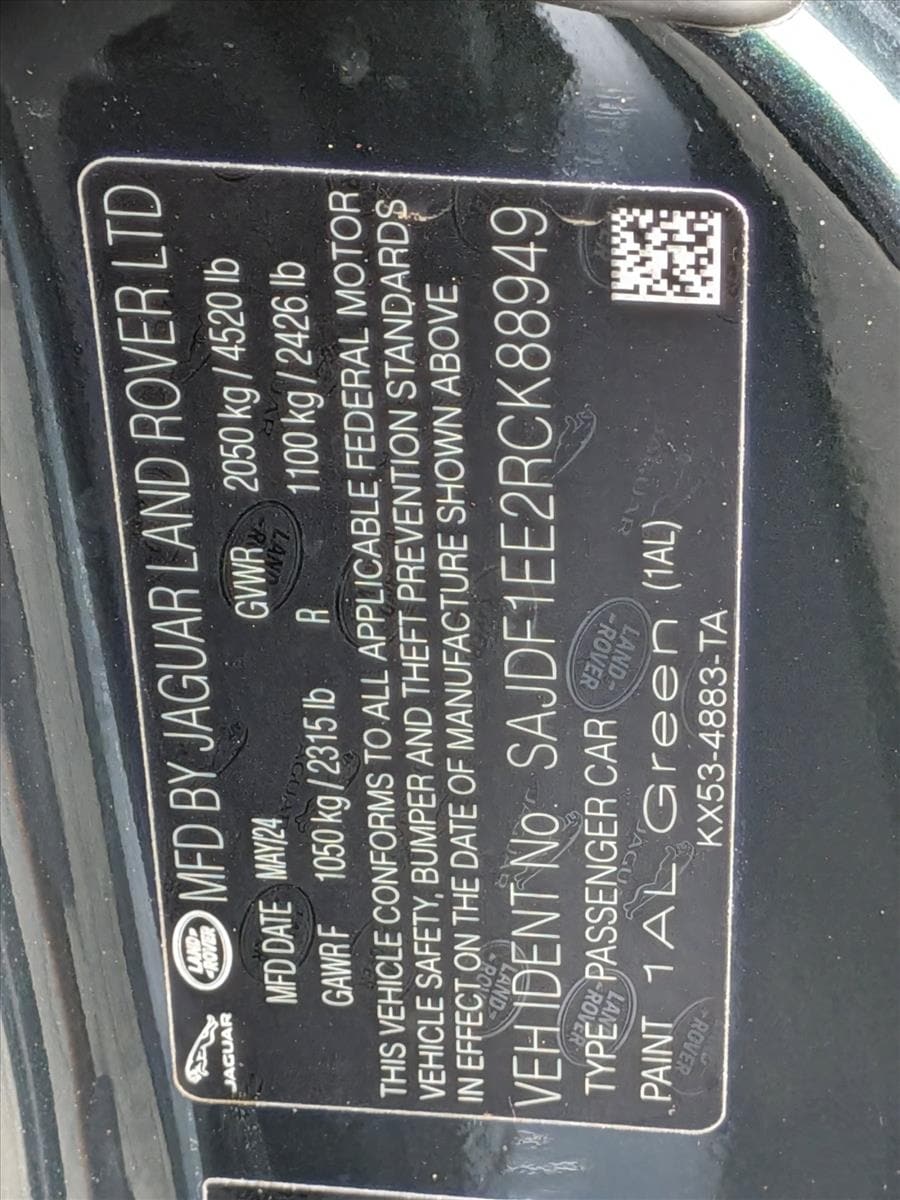 JAGUAR LAND ROVER MFD BY JAGUAR LAND ROVER LTD
MFD DATE MAY/24 GVWR 2050 kg / 4520 lb
GAWR F 1050 kg / 2315 lb R 1100 kg / 2426 lb
THIS VEHICLE CONFORMS TO ALL APPLICABLE FEDERAL MOTOR
VEHICLE SAFETY, BUMPER AND THEFT PREVENTION STANDARDS
IN EFFECT ON THE DATE OF MANUFACTURE SHOWN ABOVE
VEH IDENT No SAJDF1EE2RCK88949
TYPE PASSENGER CAR
PAINT 1AL Green (1AL)
KX53-4883-TA